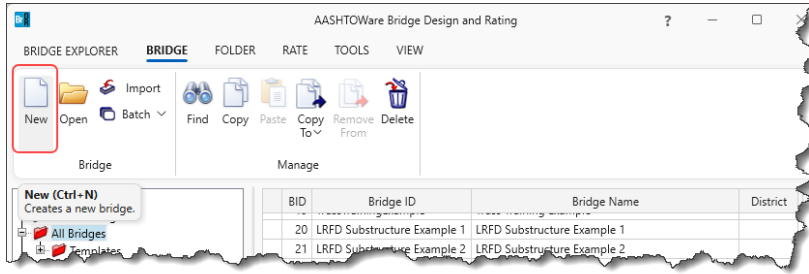 Br DR
AASHTOWare Bridge Design and Rating ?
BRIDGE EXPLORER BRIDGE FOLDER RATE TOOLS VIEW
New Open Import Batch Find Copy Paste Copy To Remove From Delete
Bridge Manage
New (Ctrl+N)
Creates a new bridge.
BID Bridge ID Bridge Name District
All Bridges
20 LRFD Substructure Example 1 LRFD Substructure Example 1
Templates
21 LRFD Substructure Example 2 LRFD Substructure Example 2